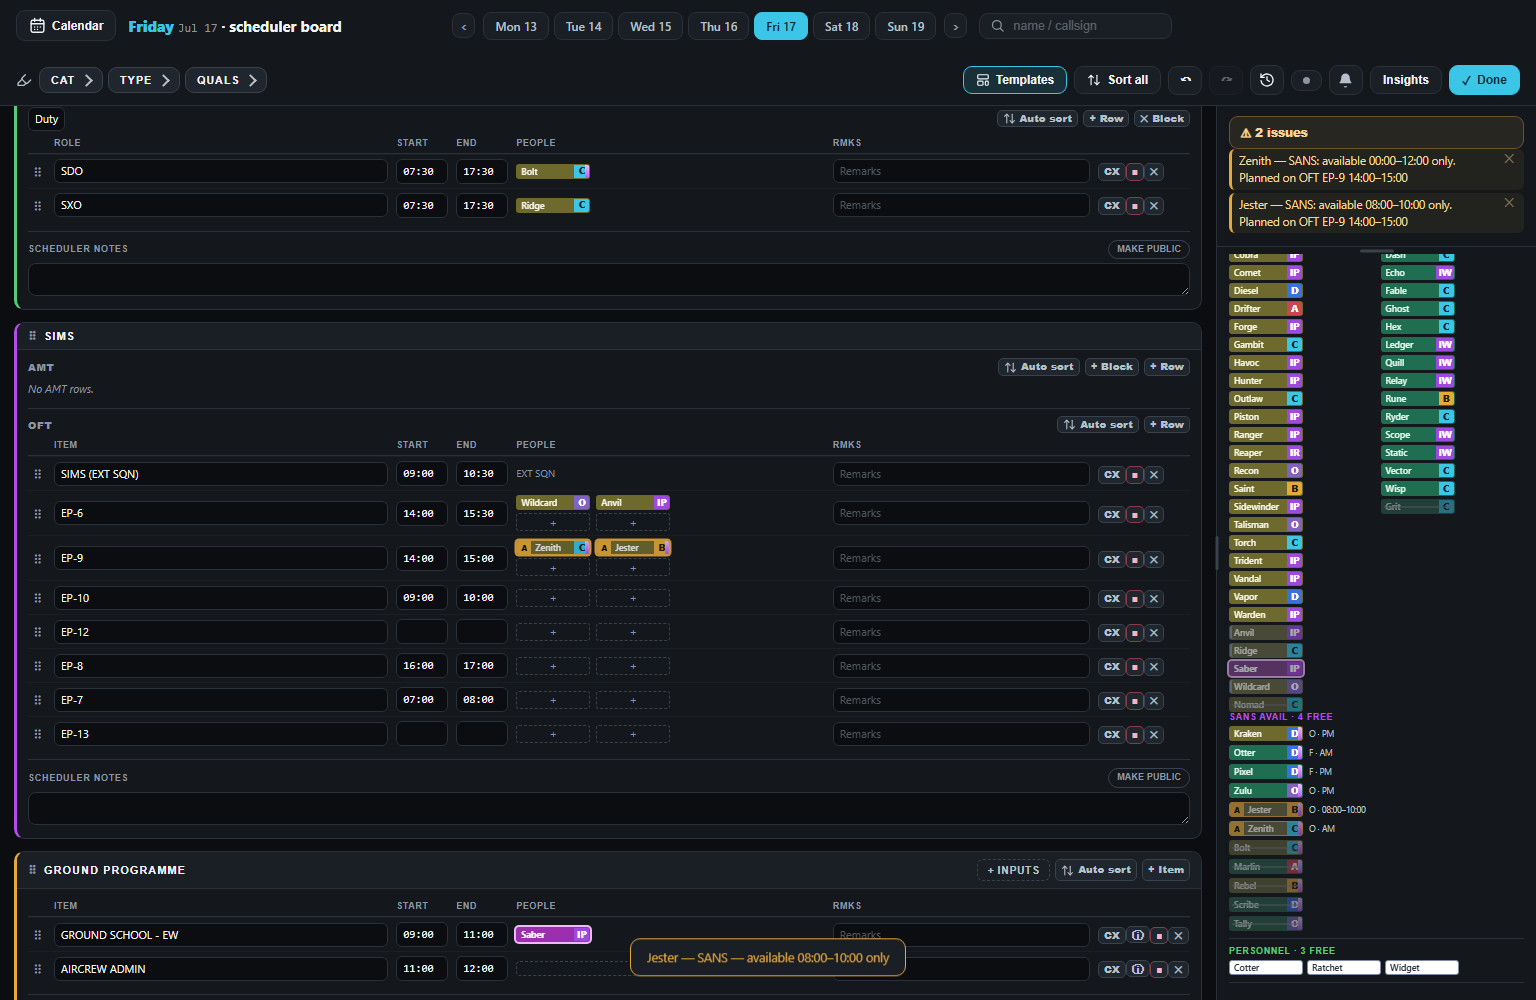 Calendar
Friday Jul 17 · scheduler board
Mon 13
Tue 14
Wed 15
Thu 16
Fri 17
Sat 18
Sun 19
name / callsign
CAT
TYPE
QUALS
Templates
Sort all
Insights
✓ Done
Duty
Auto sort
+ Row
✕ Block
ROLE START END PEOPLE RMKS
SDO 07:30 17:30 Bolt C Remarks CX
SXO 07:30 17:30 Ridge C Remarks CX
SCHEDULER NOTES
MAKE PUBLIC
SIMS
AMT
Auto sort
+ Block
+ Row
No AMT rows.
OFT
Auto sort
+ Row
ITEM START END PEOPLE RMKS
SIMS (EXT SQN) 09:00 10:30 EXT SQN Remarks CX
EP-6 14:00 15:30 Wildcard O Anvil IP Remarks CX
+ +
EP-9 14:00 15:00 A Zenith C A Jester B Remarks CX
+ +
EP-10 09:00 10:00 + + Remarks CX
EP-12 + + Remarks CX
EP-8 16:00 17:00 + + Remarks CX
EP-7 07:00 08:00 + + Remarks CX
EP-13 + + Remarks CX
SCHEDULER NOTES
MAKE PUBLIC
GROUND PROGRAMME
+ INPUTS
Auto sort
+ Item
ITEM START END PEOPLE RMKS
GROUND SCHOOL - EW 09:00 11:00 Saber IP Remarks CX
AIRCREW ADMIN 11:00 12:00 CX
Jester — SANS — available 08:00–10:00 only
⚠ 2 issues
Zenith — SANS: available 00:00–12:00 only.
Planned on OFT EP-9 14:00–15:00
Jester — SANS: available 08:00–10:00 only.
Planned on OFT EP-9 14:00–15:00
Cobra IP
Comet IP
Diesel D
Drifter A
Forge IP
Gambit C
Havoc IP
Hunter IP
Outlaw C
Piston IP
Ranger IP
Reaper IR
Recon O
Saint B
Sidewinder IP
Talisman O
Torch C
Trident IP
Vandal IP
Vapor D
Warden IP
Anvil IP
Ridge C
Saber IP
Wildcard O
Nomad C
Dash C
Echo IW
Fable C
Ghost C
Hex C
Ledger IW
Quill IW
Relay IW
Rune B
Ryder C
Scope IW
Static IW
Vector C
Wisp C
Grit C
SANS AVAIL · 4 FREE
Kraken D O · PM
Otter D F · AM
Pixel D F · PM
Zulu O O · PM
A Jester B O · 08:00–10:00
A Zenith C O · AM
Bolt C
Marlin A
Rebel B
Scribe D
Tally O
PERSONNEL · 3 FREE
Cotter
Ratchet
Widget